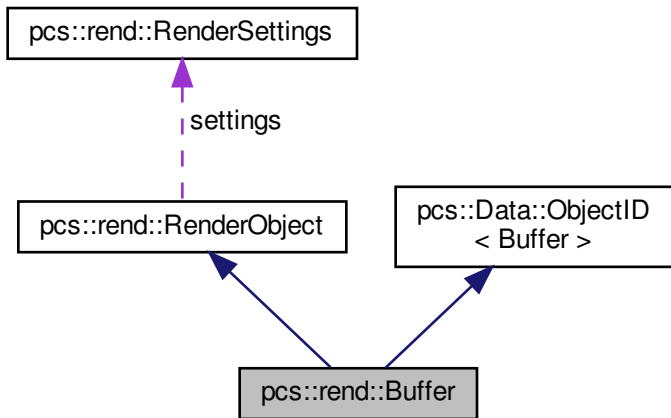 pcs::rend::RenderSettings
settings
pcs::rend::RenderObject
pcs::Data::ObjectID
< Buffer >
pcs::rend::Buffer